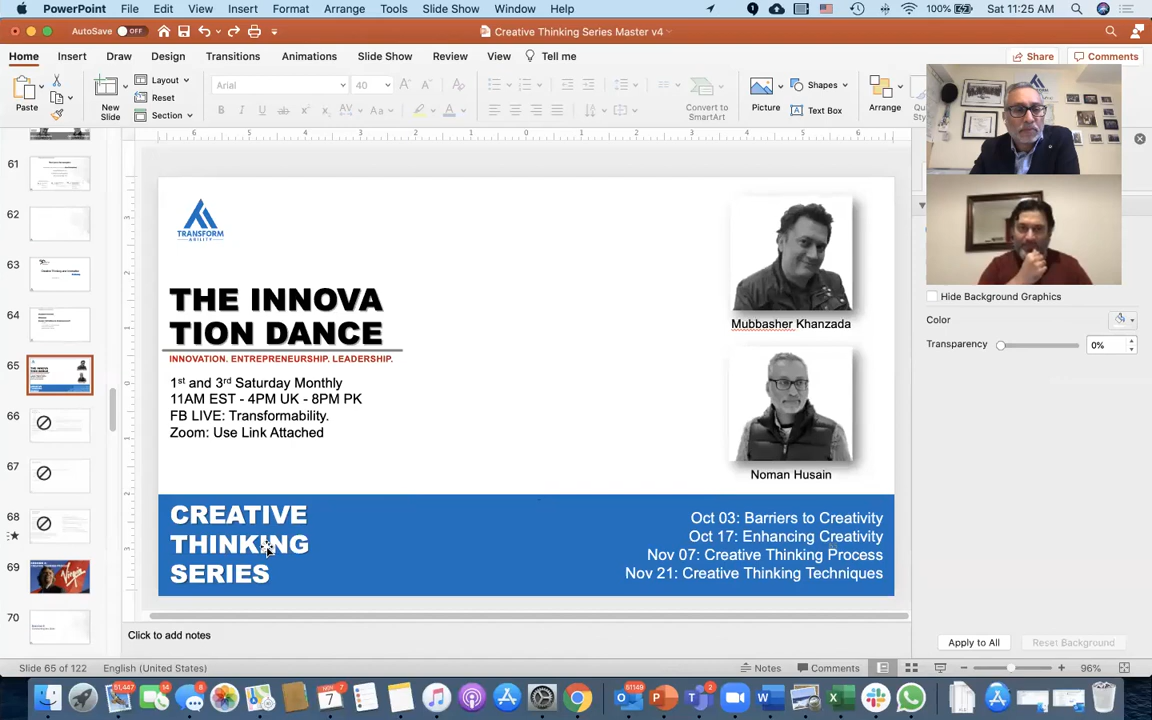 PowerPoint File Edit View Insert Format Arrange Tools Slide Show Window Help 100% Sat 11:25 AM
AutoSave OFF Creative Thinking Series Master v4
Home Insert Draw Design Transitions Animations Slide Show Review View Tell me Share Comments
Paste New Slide Layout Reset Section Arial 40 Convert to SmartArt Picture Shapes Text Box Arrange
61
62
63
64
65
66
67
68
69
70
TRANSFORM
ABILITY
THE INNOVA
TION DANCE
INNOVATION. ENTREPRENEURSHIP. LEADERSHIP.
1st and 3rd Saturday Monthly
11AM EST - 4PM UK - 8PM PK
FB LIVE: Transformability.
Zoom: Use Link Attached
Mubbasher Khanzada
Noman Husain
CREATIVE
THINKING
SERIES
Oct 03: Barriers to Creativity
Oct 17: Enhancing Creativity
Nov 07: Creative Thinking Process
Nov 21: Creative Thinking Techniques
Hide Background Graphics
Color
Transparency 0%
Apply to All Reset Background
Click to add notes
Slide 65 of 122 English (United States) Notes Comments 96%